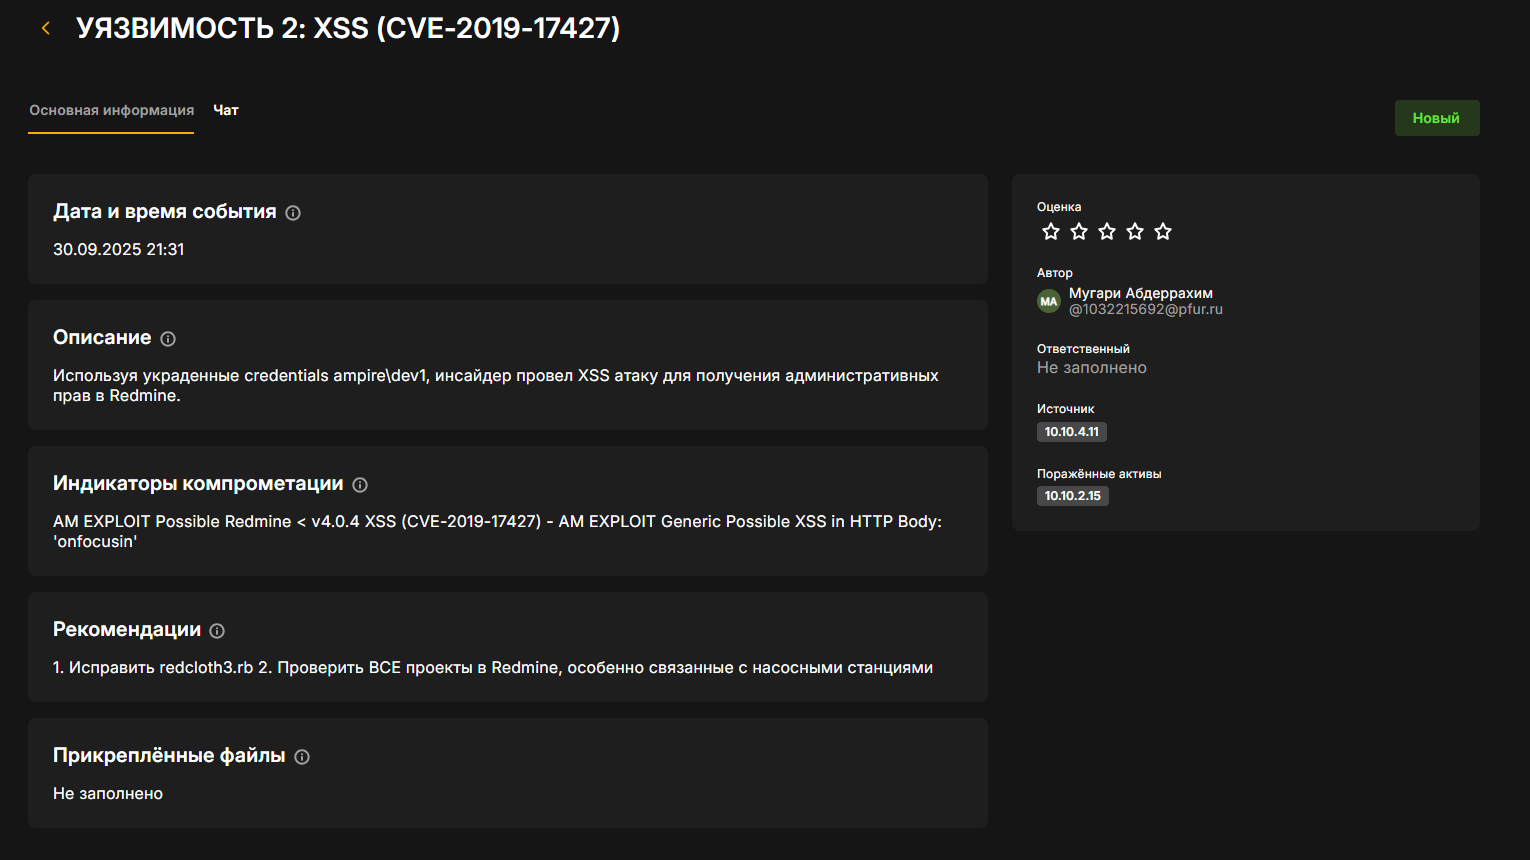 УЯЗВИМОСТЬ 2: XSS (CVE-2019-17427)
Основная информация
Чат
Новый
Дата и время события
30.09.2025 21:31
Описание
Используя украденные credentials ampire\dev1, инсайдер провел XSS атаку для получения административных
прав в Redmine.
Индикаторы компрометации
AM EXPLOIT Possible Redmine < v4.0.4 XSS (CVE-2019-17427) - AM EXPLOIT Generic Possible XSS in HTTP Body:
'onfocusin'
Рекомендации
1. Исправить redcloth3.rb 2. Проверить ВСЕ проекты в Redmine, особенно связанные с насосными станциями
Прикреплённые файлы
Не заполнено
Оценка
Автор
МА
Мугари Абдеррахим
@1032215692@pfur.ru
Ответственный
Не заполнено
Источник
10.10.4.11
Поражённые активы
10.10.2.15